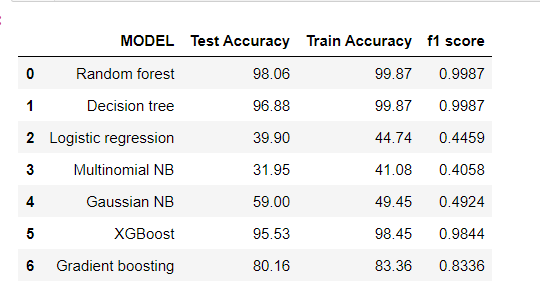 MODEL Test Accuracy Train Accuracy f1 score
0 Random forest 98.06 99.87 0.9987
1 Decision tree 96.88 99.87 0.9987
2 Logistic regression 39.90 44.74 0.4459
3 Multinomial NB 31.95 41.08 0.4058
4 Gaussian NB 59.00 49.45 0.4924
5 XGBoost 95.53 98.45 0.9844
6 Gradient boosting 80.16 83.36 0.8336